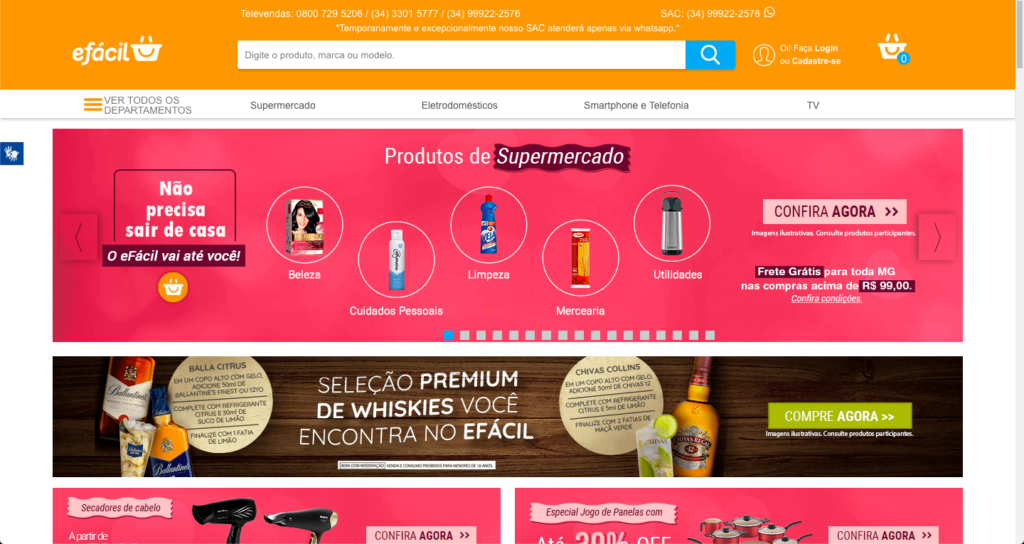 Televendas: 0800 729 5206 / (34) 3301 5777 / (34) 99922-2576
SAC: (34) 99922-2576
*Temporariamente e excepcionalmente nosso SAC atenderá apenas via whatsapp.*
efácil
Digite o produto, marca ou modelo.
Oi! Faça Login
ou Cadastre-se
0
VER TODOS OS
DEPARTAMENTOS
Supermercado
Eletrodomésticos
Smartphone e Telefonia
TV
Produtos de Supermercado
Não
precisa
sair de casa
O eFácil vai até você!
Beleza
Cuidados Pessoais
Limpeza
Mercearia
Utilidades
CONFIRA AGORA >>
Imagens ilustrativas. Consulte produtos participantes.
Frete Grátis para toda MG
nas compras acima de R$ 99,00.
Confira condições.
BALLA CITRUS
EM UM COPO ALTO COM GELO,
ADICIONE 50ml DE
BALLANTINE'S FINEST OU 12YO
COMPLETE COM REFRIGERANTE
CITRUS E 30ml DE
SUCO DE LIMÃO
FINALIZE COM 1 FATIA
DE LIMÃO
Ballantine's
Ballantine's
SELEÇÃO PREMIUM
DE WHISKIES VOCÊ
ENCONTRA NO EFÁCIL
BEBA COM MODERAÇÃO VENDA E CONSUMO PROIBIDOS PARA MENORES DE 18 ANOS.
CHIVAS COLLINS
EM UM COPO ALTO COM GELO,
ADICIONE 50ml DE CHIVAS 12
COMPLETE COM REFRIGERANTE
CITRUS E 5ml DE LIMÃO
FINALIZE COM 2 FATIAS DE
MAÇÃ VERDE
CHIVAS REGAL
12
COMPRE AGORA >>
Imagens ilustrativas. Consulte produtos participantes.
Secadores de cabelo
A partir de
CONFIRA AGORA >>
Especial Jogo de Panelas com
Até 30% OFF
CONFIRA AGORA >>